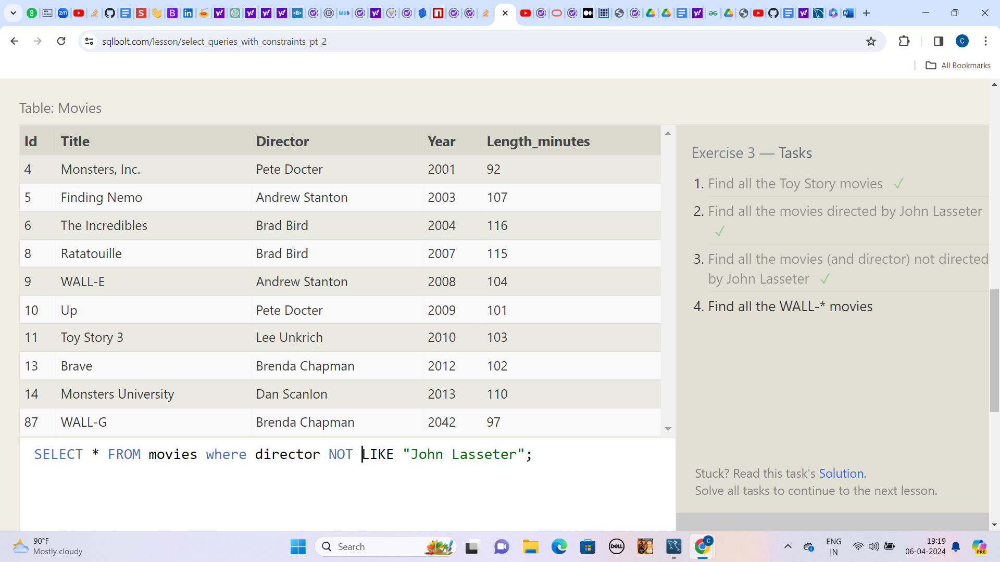 sqlbolt.com/lesson/select_queries_with_constraints_pt_2
C
All Bookmarks
Table: Movies
Id Title Director Year Length_minutes
4 Monsters, Inc. Pete Docter 2001 92
5 Finding Nemo Andrew Stanton 2003 107
6 The Incredibles Brad Bird 2004 116
8 Ratatouille Brad Bird 2007 115
9 WALL-E Andrew Stanton 2008 104
10 Up Pete Docter 2009 101
11 Toy Story 3 Lee Unkrich 2010 103
13 Brave Brenda Chapman 2012 102
14 Monsters University Dan Scanlon 2013 110
87 WALL-G Brenda Chapman 2042 97
SELECT * FROM movies where director NOT LIKE "John Lasseter";
Exercise 3 — Tasks
1. Find all the Toy Story movies ✓
2. Find all the movies directed by John Lasseter
✓
3. Find all the movies (and director) not directed
by John Lasseter ✓
4. Find all the WALL-* movies
Stuck? Read this task's Solution.
Solve all tasks to continue to the next lesson.
90°F
Mostly cloudy
Search
DELL
C
ENG
IN
19:19
06-04-2024
PRE